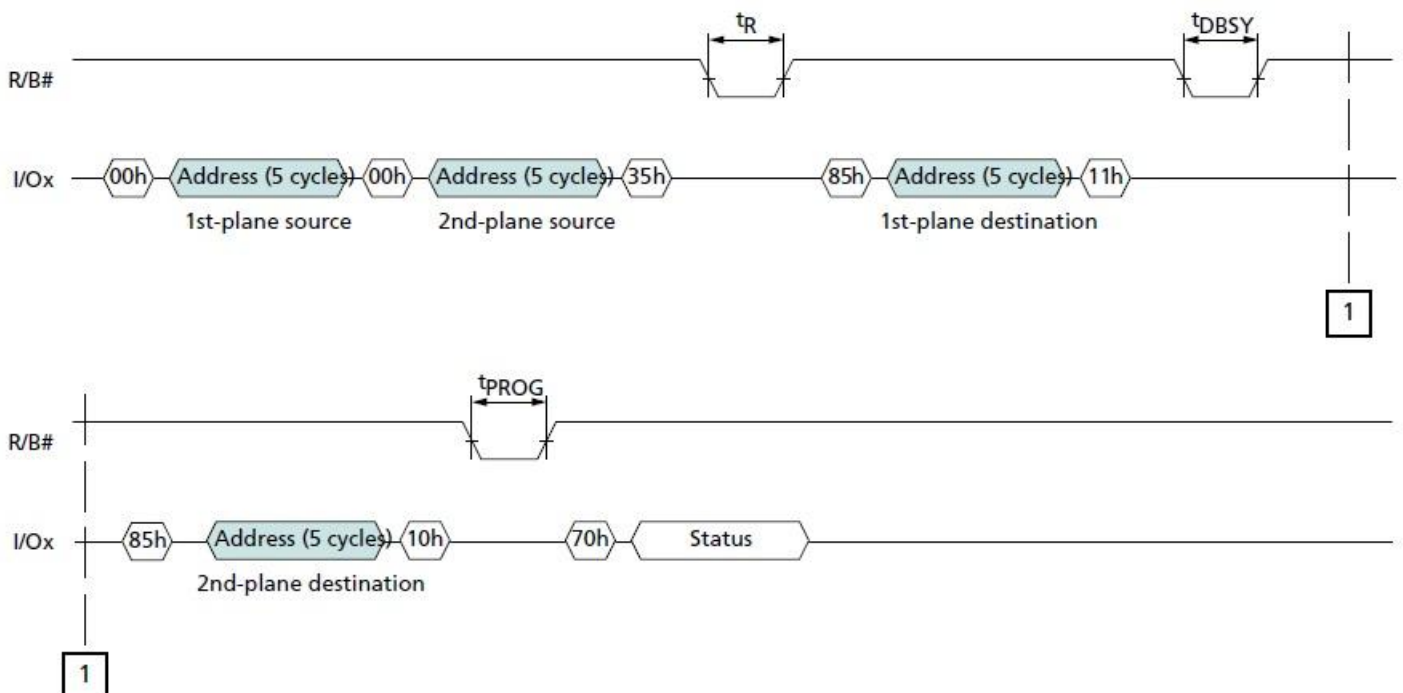 tR tDBSY
R/B#
I/Ox 00h Address (5 cycles) 00h Address (5 cycles) 35h 85h Address (5 cycles) 11h
1st-plane source 2nd-plane source 1st-plane destination
1
tPROG
R/B#
I/Ox 85h Address (5 cycles) 10h 70h Status
2nd-plane destination
1